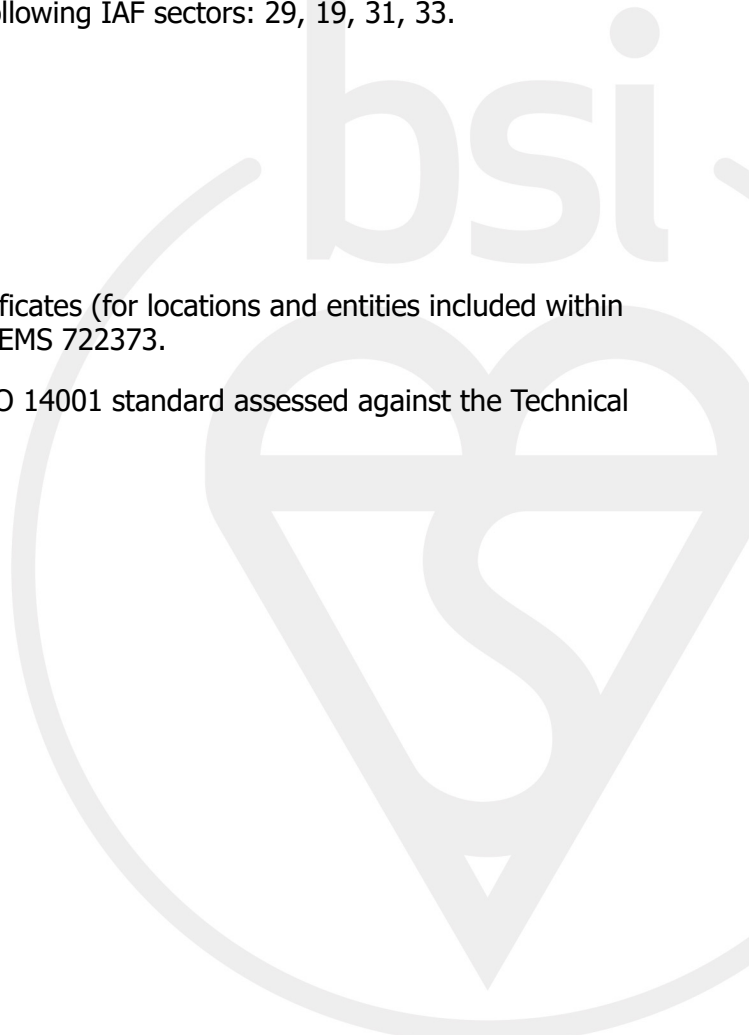 llowing IAF sectors: 29, 19, 31, 33.
bsi
ficates (for locations and entities included within
EMS 722373.
O 14001 standard assessed against the Technical